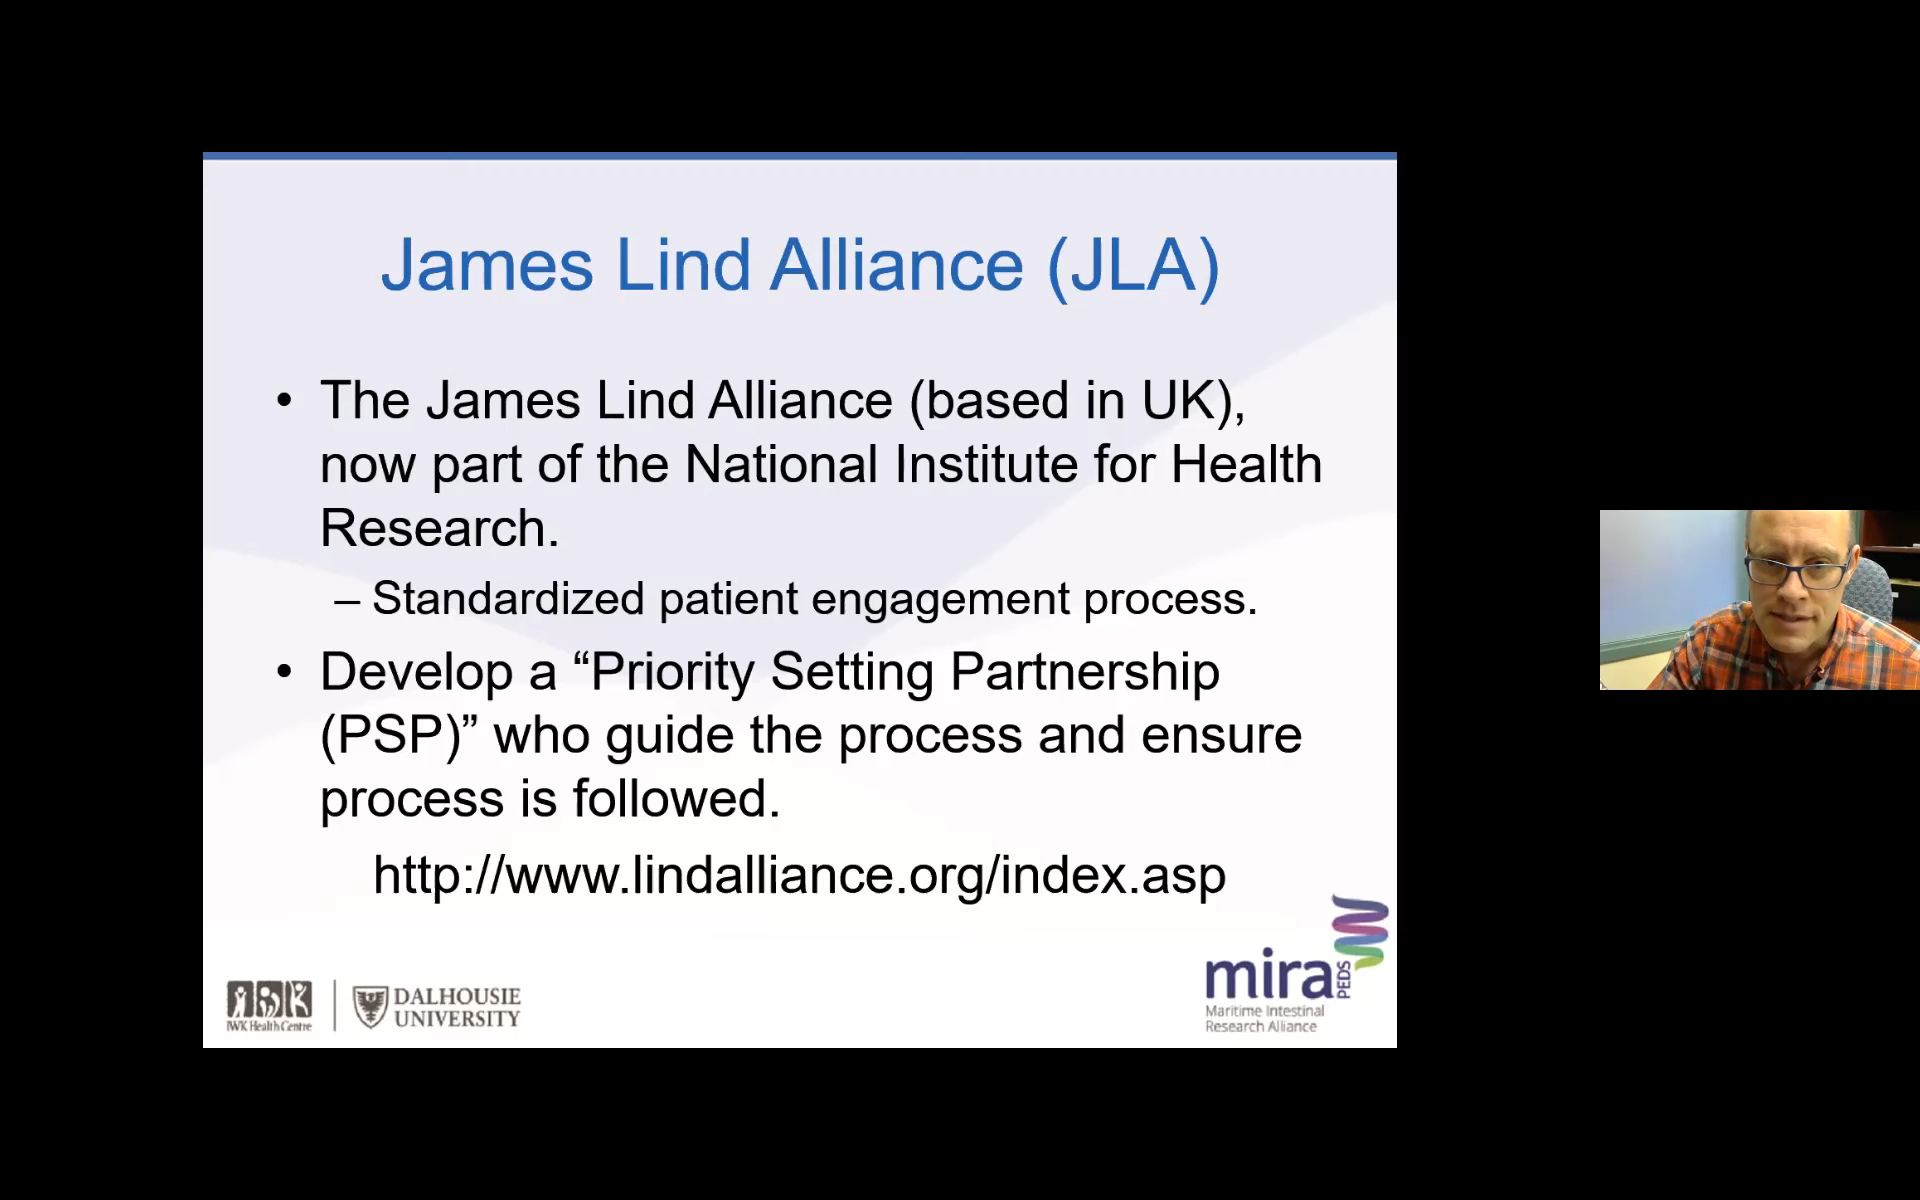 James Lind Alliance (JLA)
• The James Lind Alliance (based in UK),
now part of the National Institute for Health
Research.
– Standardized patient engagement process.
• Develop a “Priority Setting Partnership
(PSP)” who guide the process and ensure
process is followed.
http://www.lindalliance.org/index.asp
IWK Health Centre
DALHOUSIE
UNIVERSITY
mira
PEDS
Maritime Intestinal
Research Alliance